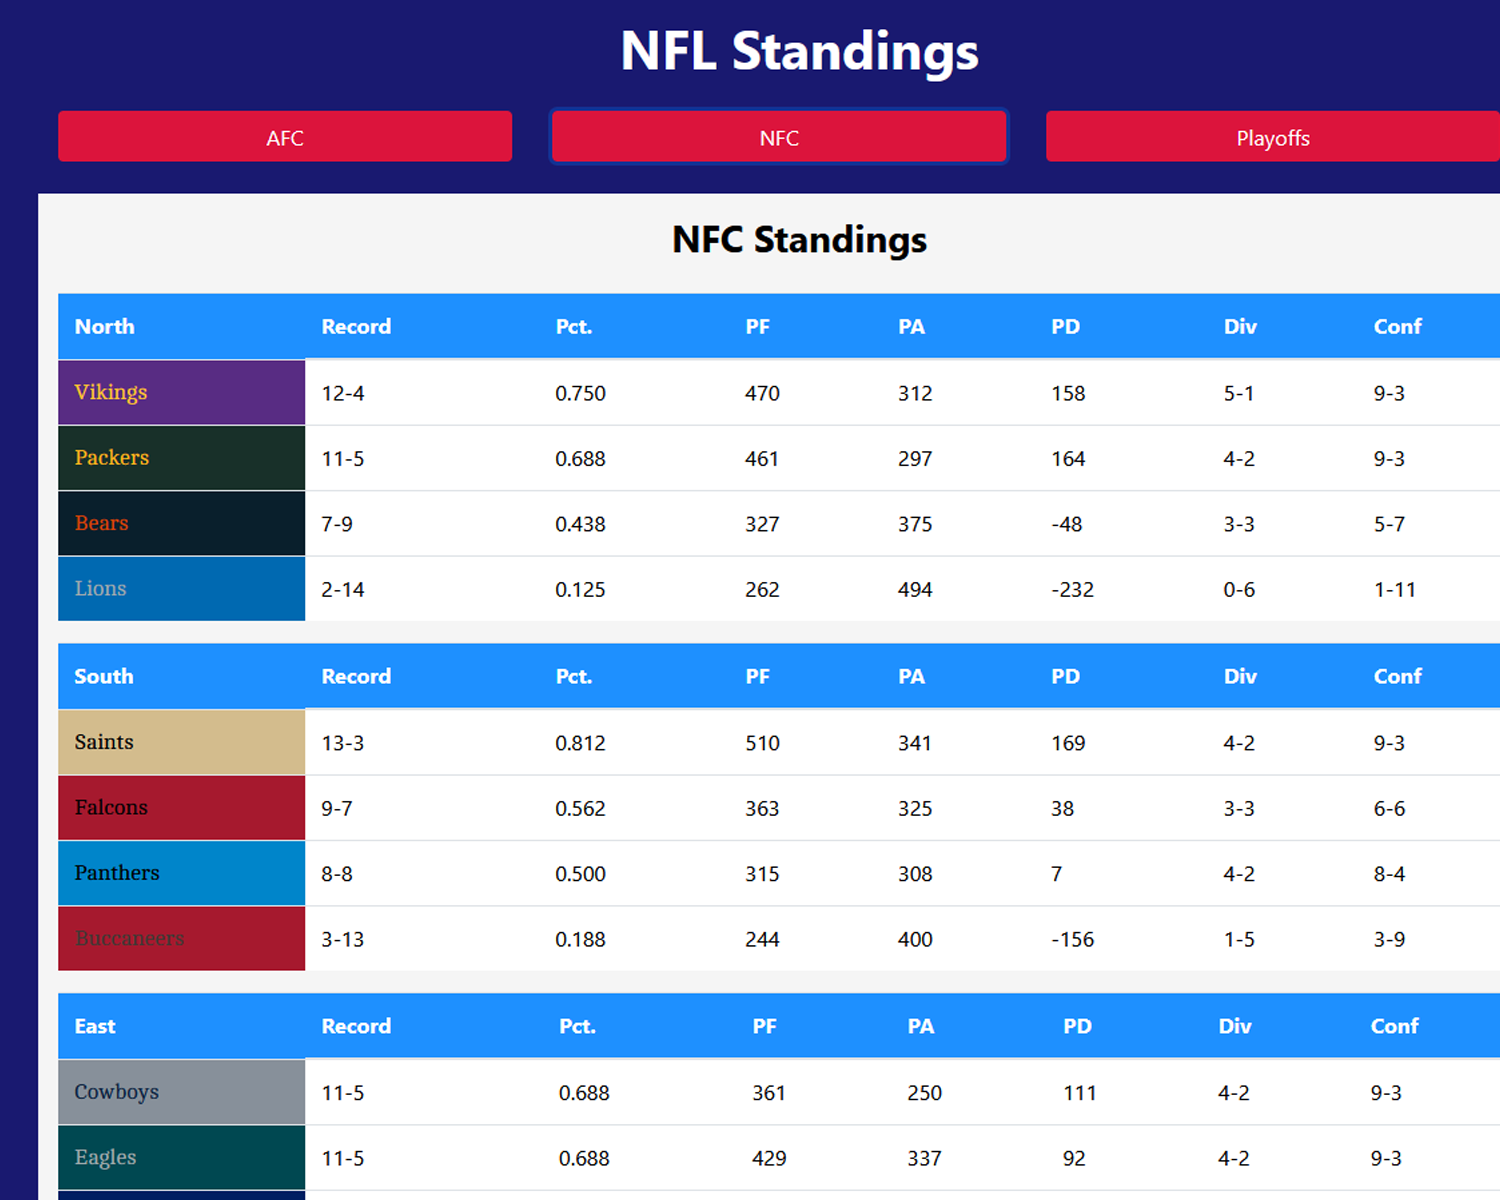 NFL Standings
AFC NFC Playoffs
NFC Standings
North Record Pct. PF PA PD Div Conf
Vikings 12-4 0.750 470 312 158 5-1 9-3
Packers 11-5 0.688 461 297 164 4-2 9-3
Bears 7-9 0.438 327 375 -48 3-3 5-7
Lions 2-14 0.125 262 494 -232 0-6 1-11
South Record Pct. PF PA PD Div Conf
Saints 13-3 0.812 510 341 169 4-2 9-3
Falcons 9-7 0.562 363 325 38 3-3 6-6
Panthers 8-8 0.500 315 308 7 4-2 8-4
Buccaneers 3-13 0.188 244 400 -156 1-5 3-9
East Record Pct. PF PA PD Div Conf
Cowboys 11-5 0.688 361 250 111 4-2 9-3
Eagles 11-5 0.688 429 337 92 4-2 9-3